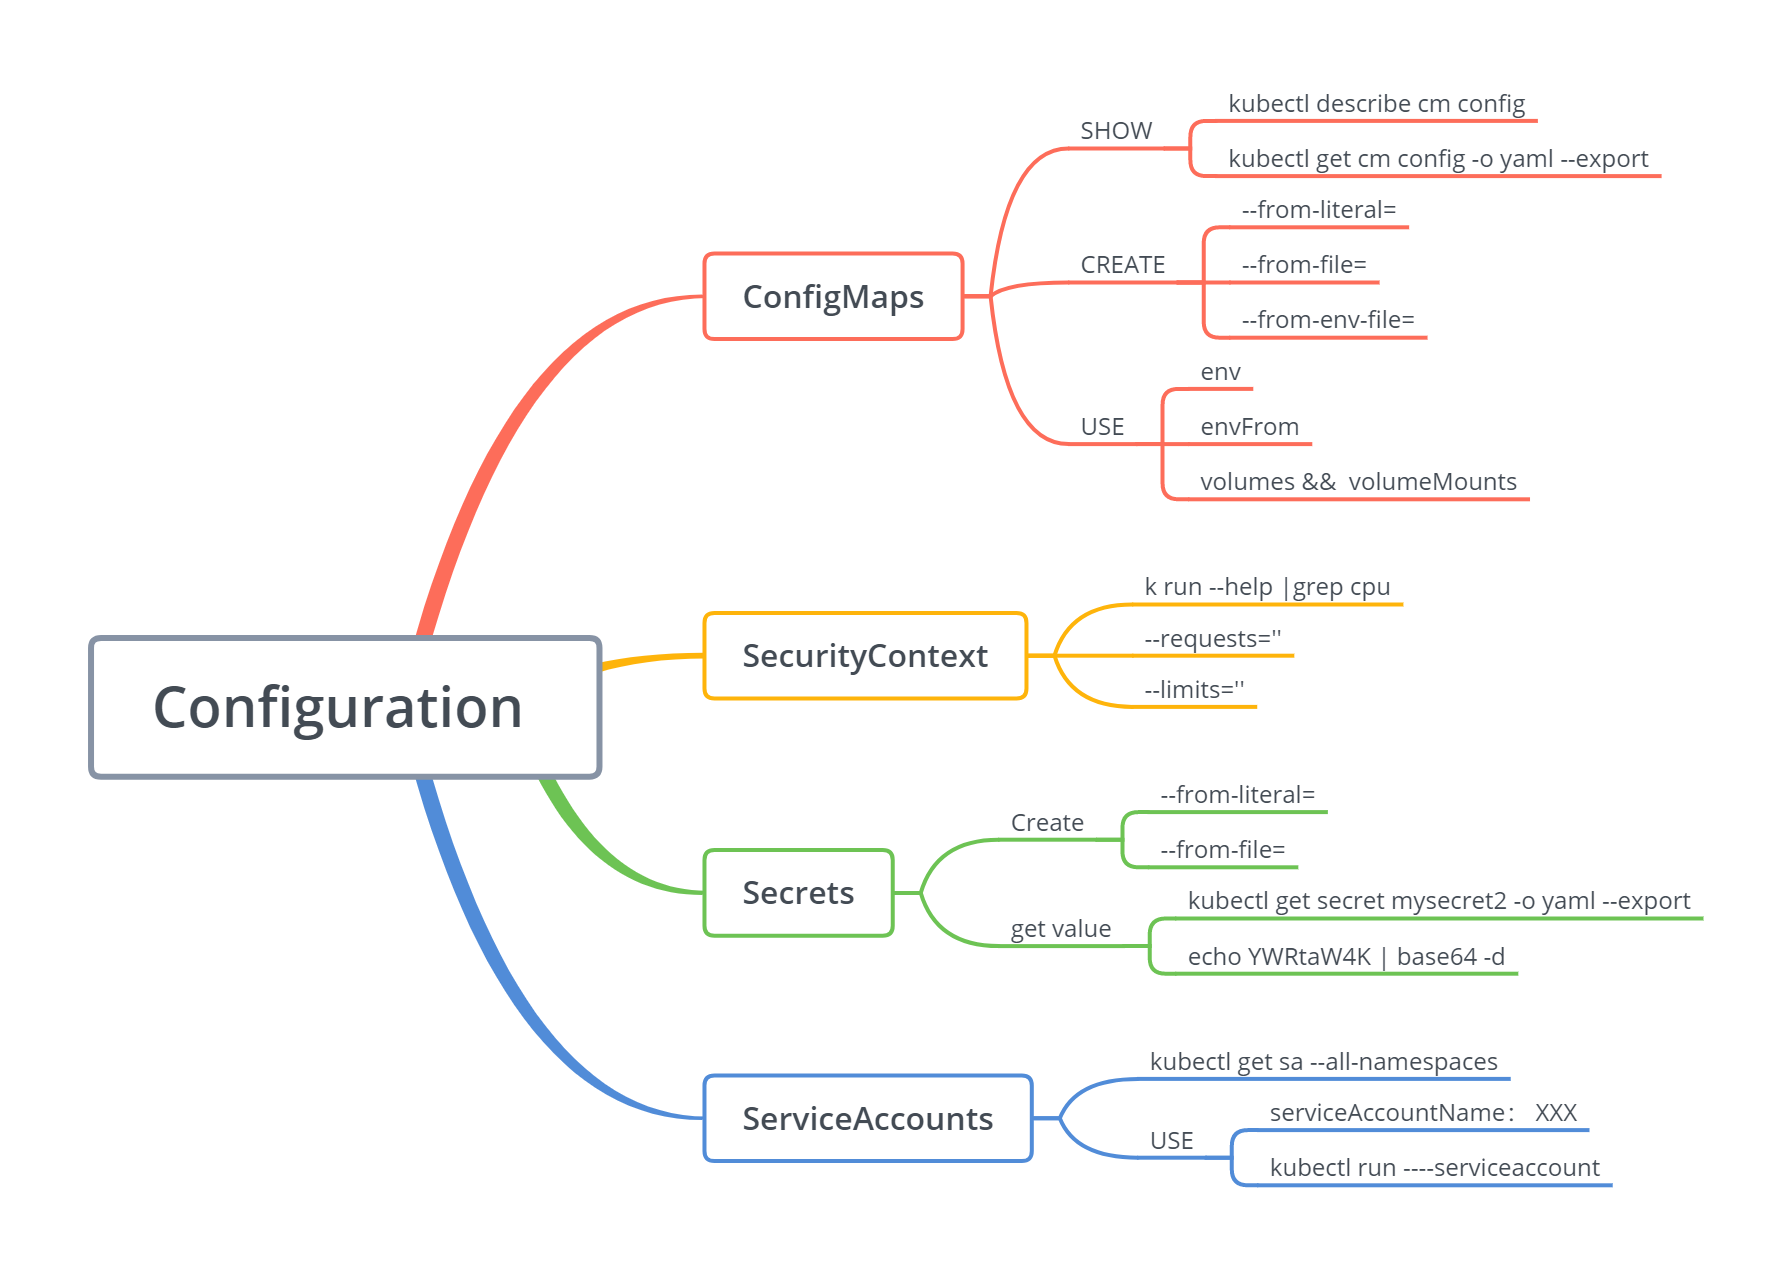 Configuration
ConfigMaps
SHOW
kubectl describe cm config
kubectl get cm config -o yaml --export
CREATE
--from-literal=
--from-file=
--from-env-file=
USE
env
envFrom
volumes &&  volumeMounts
SecurityContext
k run --help |grep cpu
--requests=''
--limits=''
Secrets
Create
--from-literal=
--from-file=
get value
kubectl get secret mysecret2 -o yaml --export
echo YWRtaW4K | base64 -d
ServiceAccounts
kubectl get sa --all-namespaces
USE
serviceAccountName： XXX
kubectl run ----serviceaccount